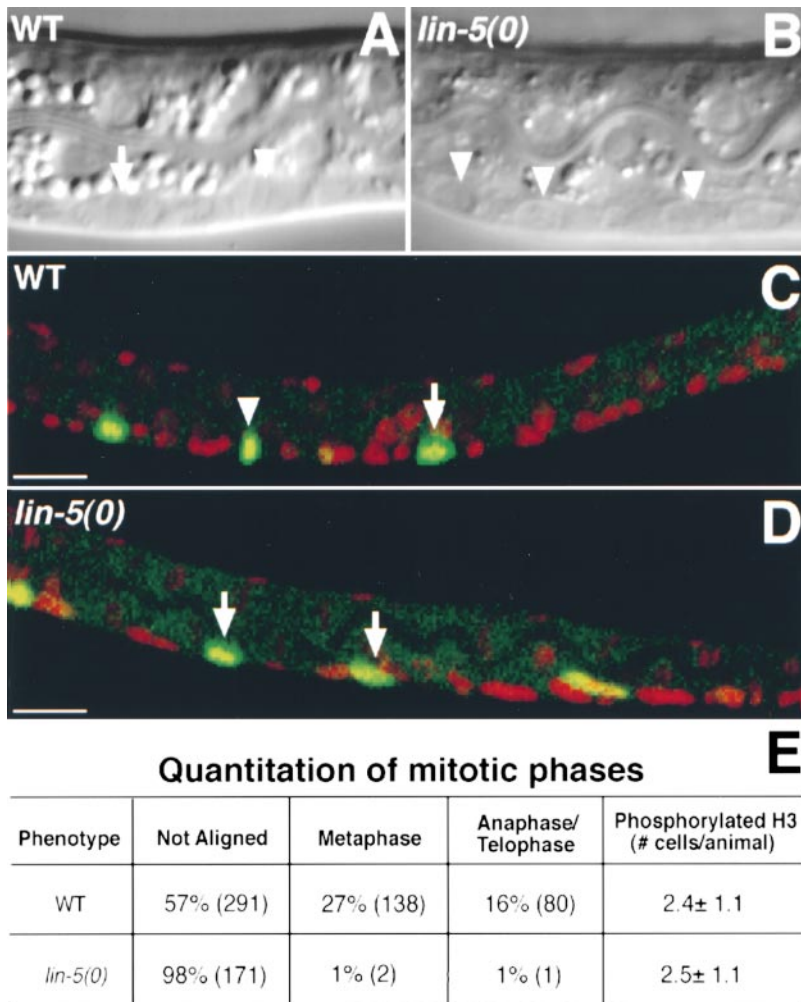 WT
A
lin-5(0)
B
WT
C
lin-5(0)
D
E
Quantitation of mitotic phases
Phenotype
Not Aligned
Metaphase
Anaphase/
Telophase
Phosphorylated H3
(# cells/animal)
WT
57% (291)
27% (138)
16% (80)
2.4± 1.1
lin-5(0)
98% (171)
1% (2)
1% (1)
2.5± 1.1